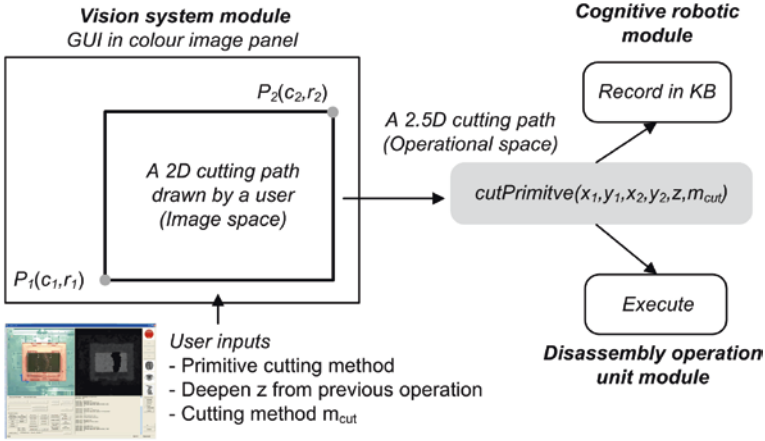 Vision system module
GUI in colour image panel
P2(c2,r2)
A 2D cutting path
drawn by a user
(Image space)
P1(c1,r1)
User inputs
- Primitive cutting method
- Deepen z from previous operation
- Cutting method mcut
A 2.5D cutting path
(Operational space)
Cognitive robotic
module
Record in KB
cutPrimitve(x1,y1,x2,y2,z,mcut)
Execute
Disassembly operation
unit module